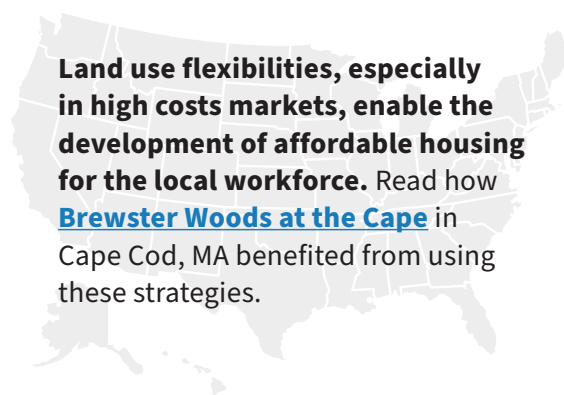 Land use flexibilities, especially
in high costs markets, enable the
development of affordable housing
for the local workforce. Read how
Brewster Woods at the Cape in
Cape Cod, MA benefited from using
these strategies.